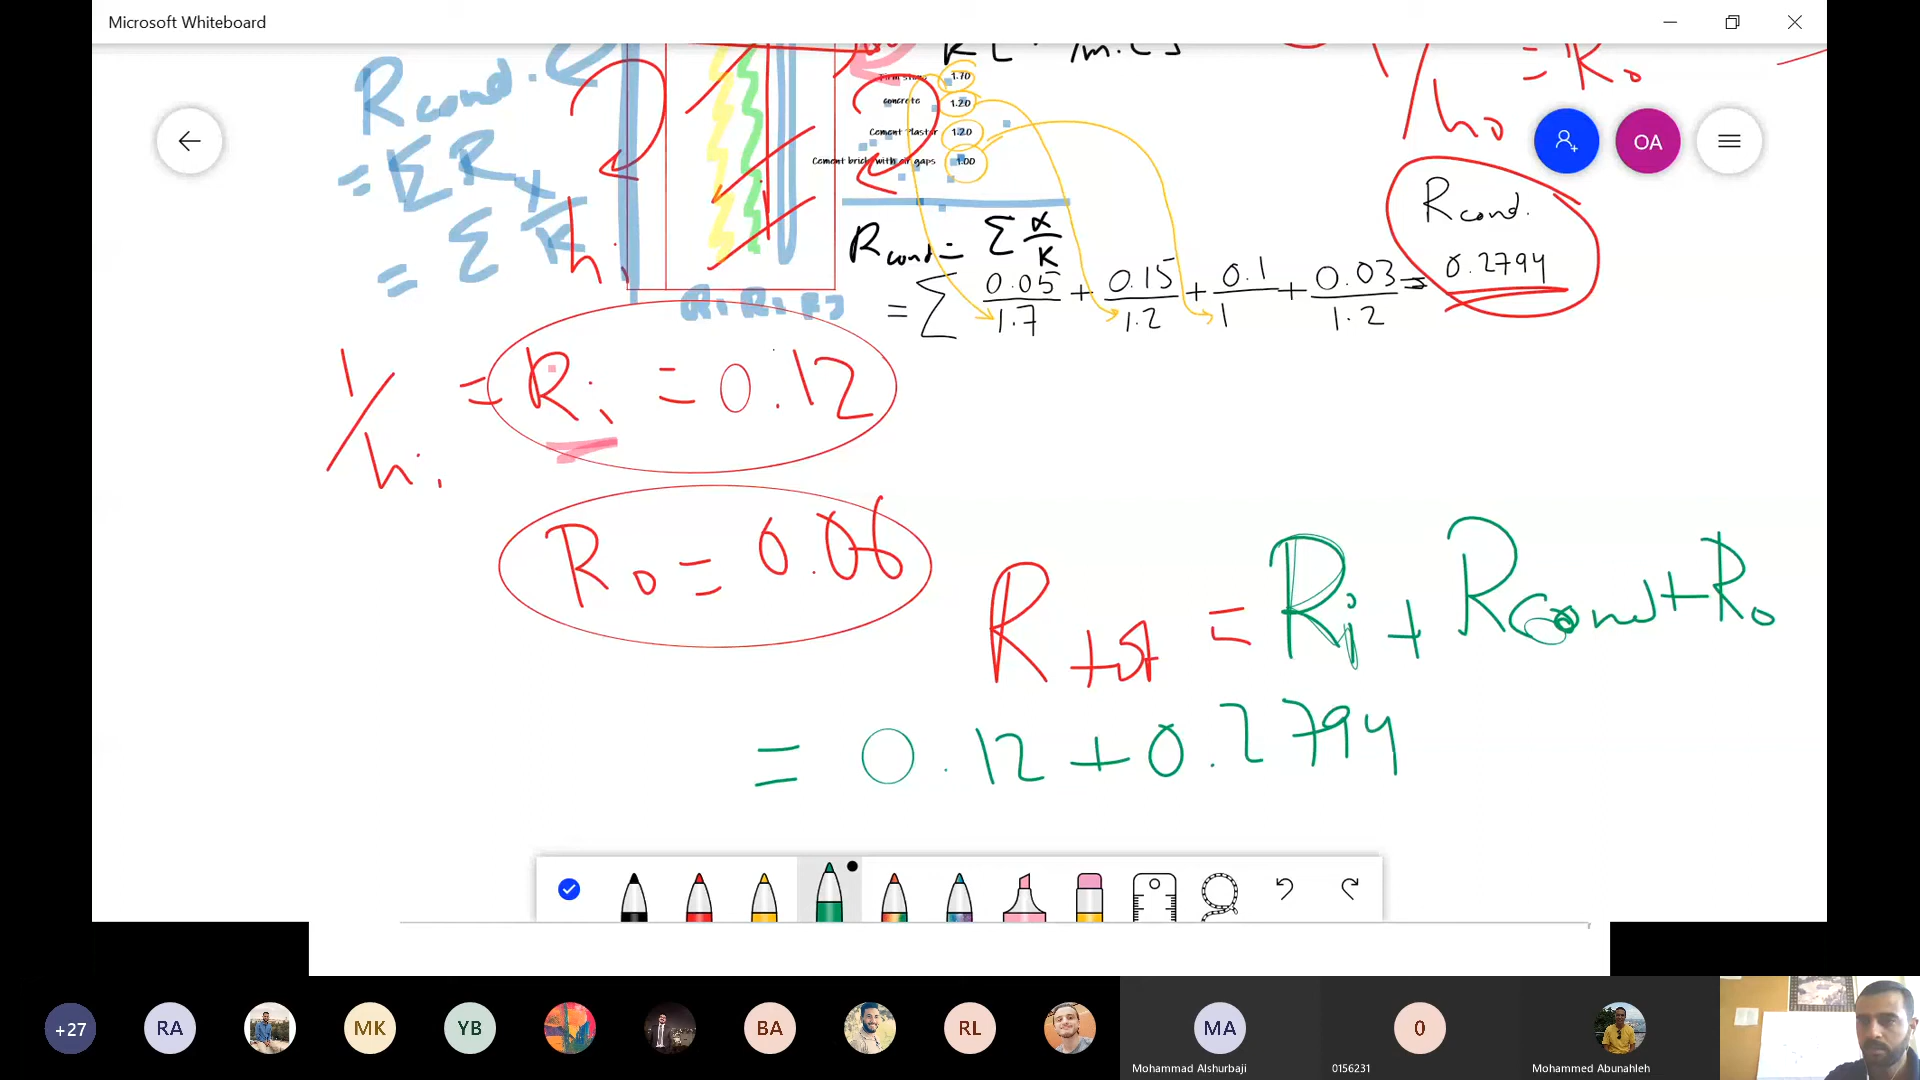 Microsoft Whiteboard
Rcond.
= Σ R
= Σ x/K
hi
Firm stone 1.70
concrete 1.20
Cement Plaster 1.20
Cement brick with air gaps 1.00
= Ro
1/ho
OA
Rcond.
0.2794
Rcond = Σ x/K
= Σ 0.05/1.7 + 0.15/1.2 + 0.1/1 + 0.03/1.2 =
1/hi = Ri = 0.12
Ro = 0.06
Rtot = Ri + Rcond + Ro
= 0.12 + 0.2794
+27
RA
MK
YB
BA
RL
MA
0
Mohammad Alshurbaji
0156231
Mohammed Abunahleh